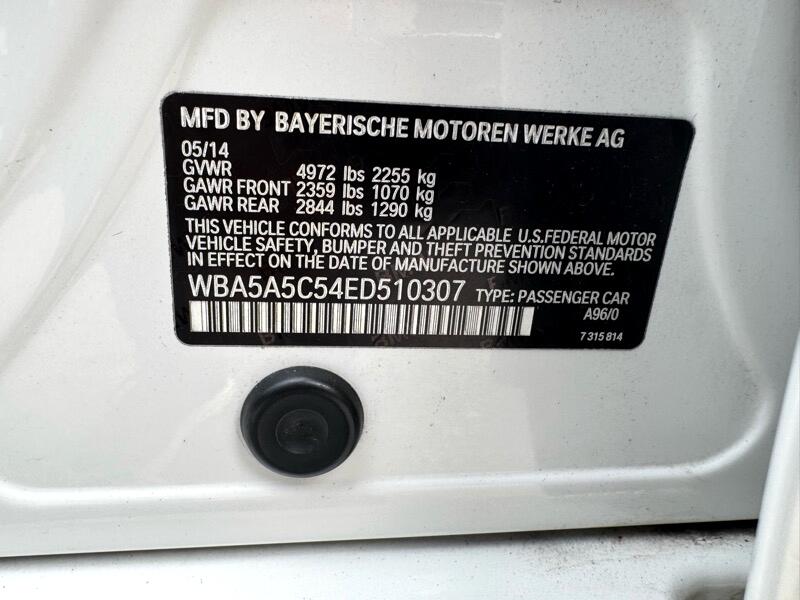 MFD BY BAYERISCHE MOTOREN WERKE AG
05/14
GVWR 4972 lbs 2255 kg
GAWR FRONT 2359 lbs 1070 kg
GAWR REAR 2844 lbs 1290 kg
THIS VEHICLE CONFORMS TO ALL APPLICABLE U.S.FEDERAL MOTOR
VEHICLE SAFETY, BUMPER AND THEFT PREVENTION STANDARDS
IN EFFECT ON THE DATE OF MANUFACTURE SHOWN ABOVE.
WBA5A5C54ED510307 TYPE: PASSENGER CAR
A96/0
7 315 814